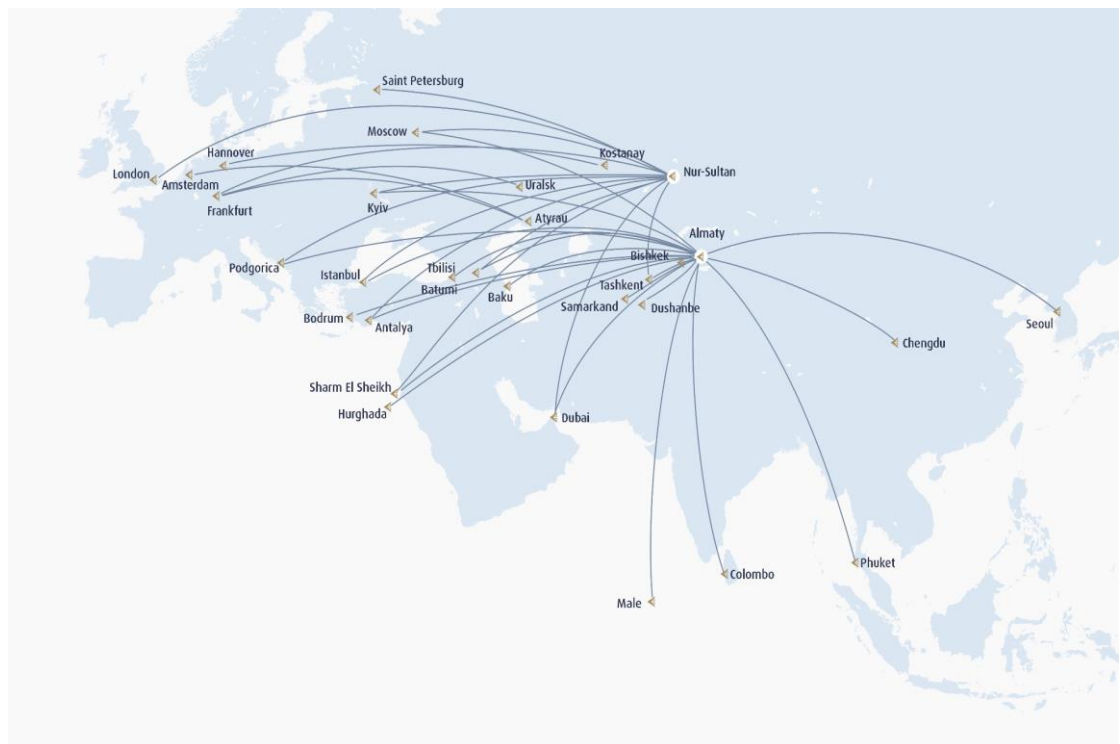 Saint Petersburg
Moscow
Hannover
Kostanay
London
Amsterdam
Nur-Sultan
Uralsk
Frankfurt
Kyiv
Atyrau
Almaty
Bishkek
Podgorica
Istanbul
Tbilisi
Batumi
Tashkent
Baku
Samarkand
Dushanbe
Bodrum
Antalya
Seoul
Chengdu
Sharm El Sheikh
Hurghada
Dubai
Phuket
Colombo
Male